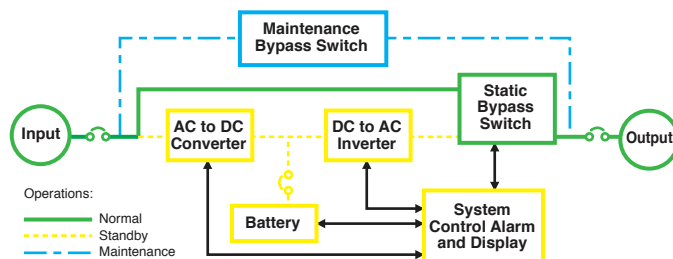 Maintenance
Bypass Switch
Static
Bypass
Switch
Input
AC to DC
Converter
DC to AC
Inverter
Output
Operations:
Normal
Standby
Maintenance
Battery
System
Control Alarm
and Display